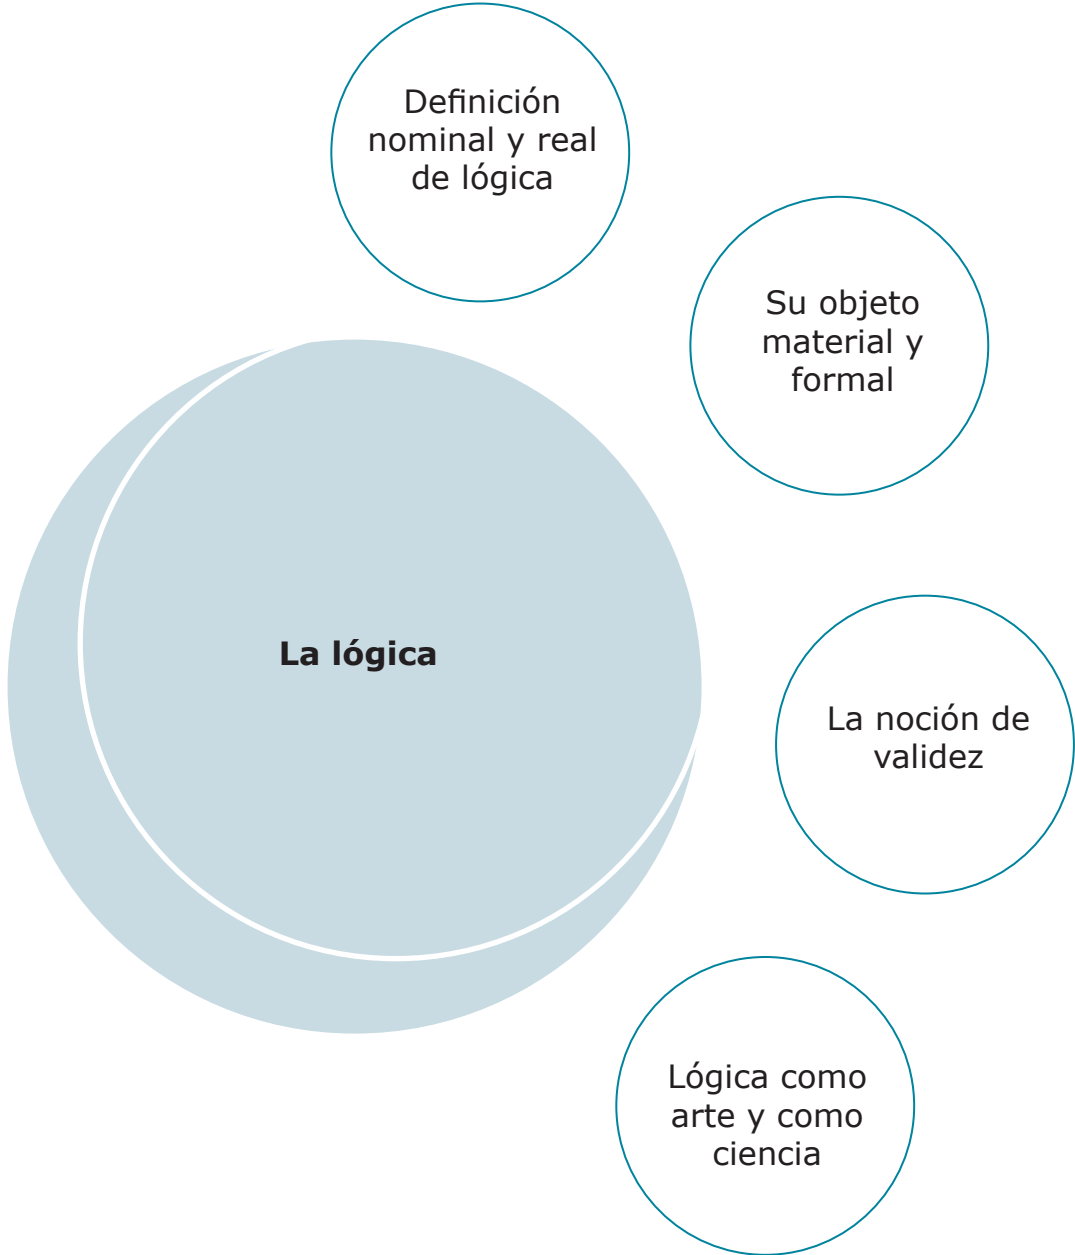 Definición
nominal y real
de lógica
Su objeto
material y
formal
La lógica
La noción de
validez
Lógica como
arte y como
ciencia